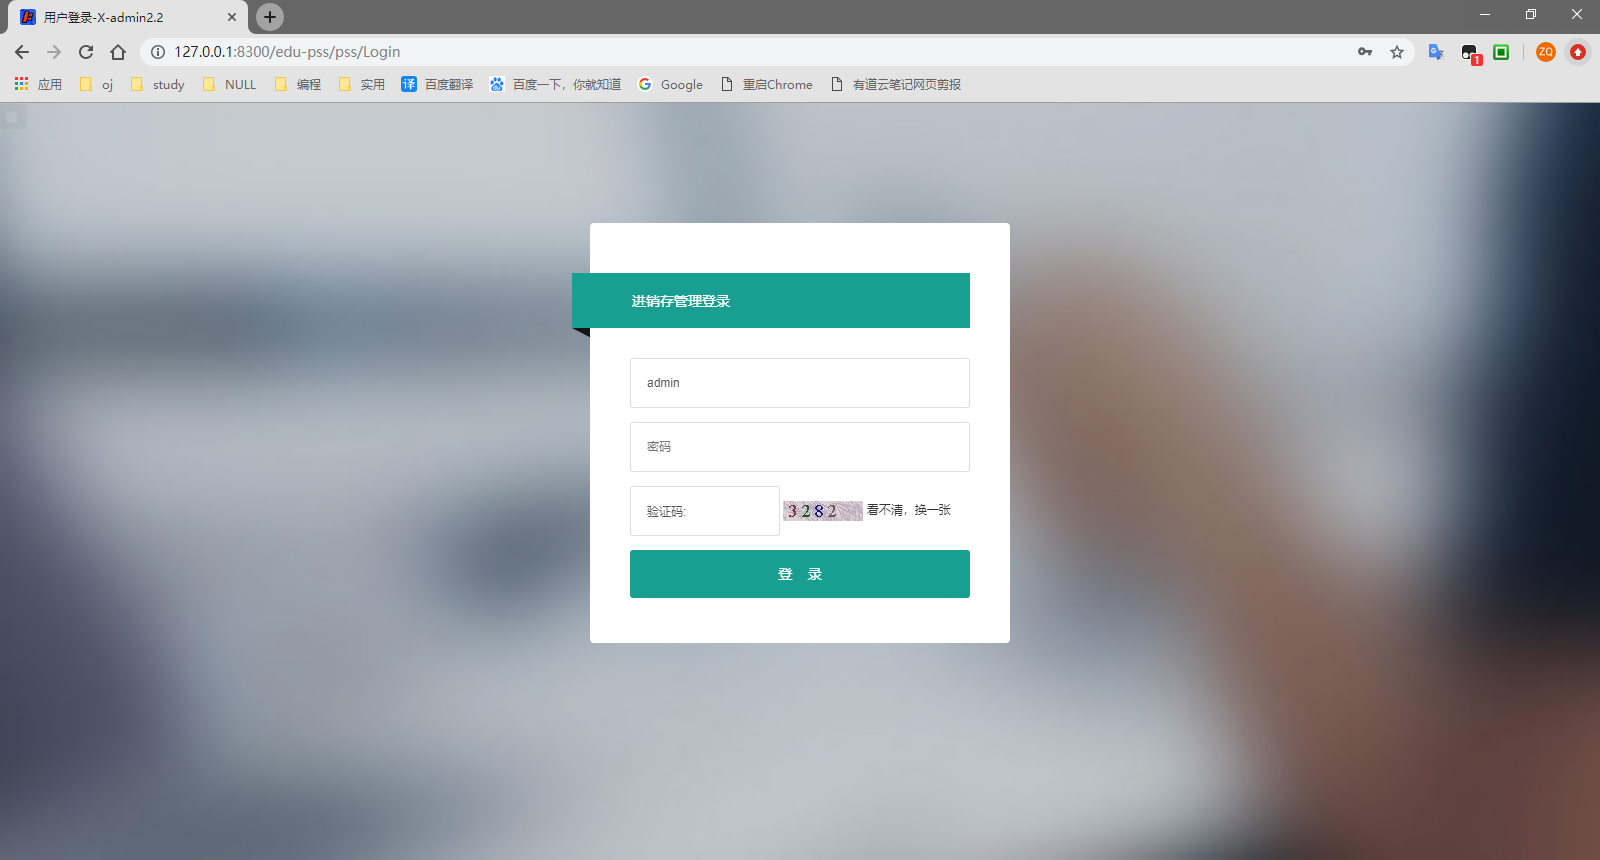 用户登录-X-admin2.2
127.0.0.1:8300/edu-pss/pss/Login
1
ZQ
应用 oj study NULL 编程 实用 译 百度翻译 百度一下，你就知道 Google 重启Chrome 有道云笔记网页剪报
进销存管理登录
admin
密码
验证码: 3282 看不清，换一张
登 录